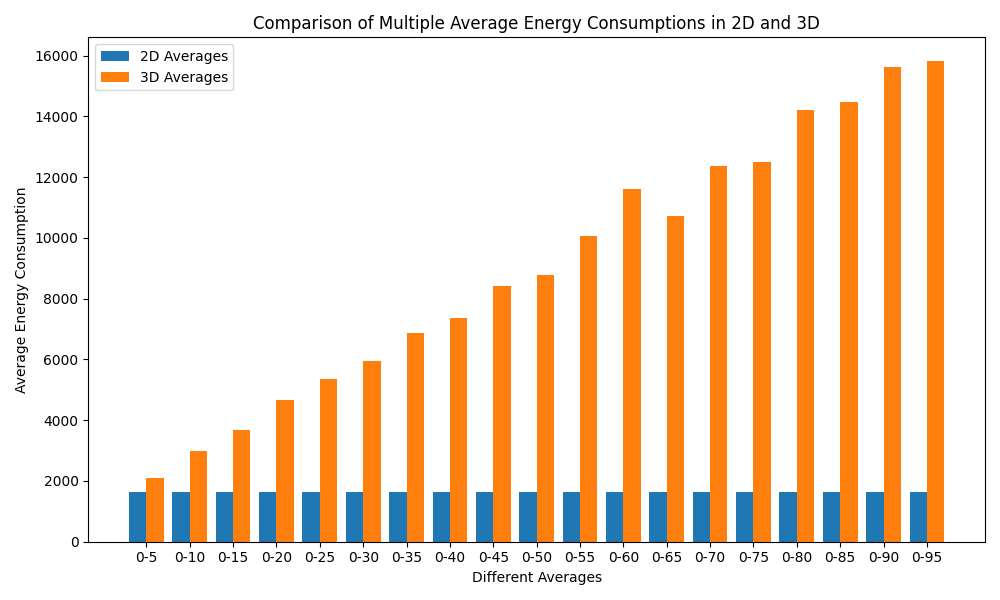 Comparison of Multiple Average Energy Consumptions in 2D and 3D
2D Averages
3D Averages
16000
14000
12000
10000
8000
6000
4000
2000
0
Average Energy Consumption
0-5 0-10 0-15 0-20 0-25 0-30 0-35 0-40 0-45 0-50 0-55 0-60 0-65 0-70 0-75 0-80 0-85 0-90 0-95
Different Averages